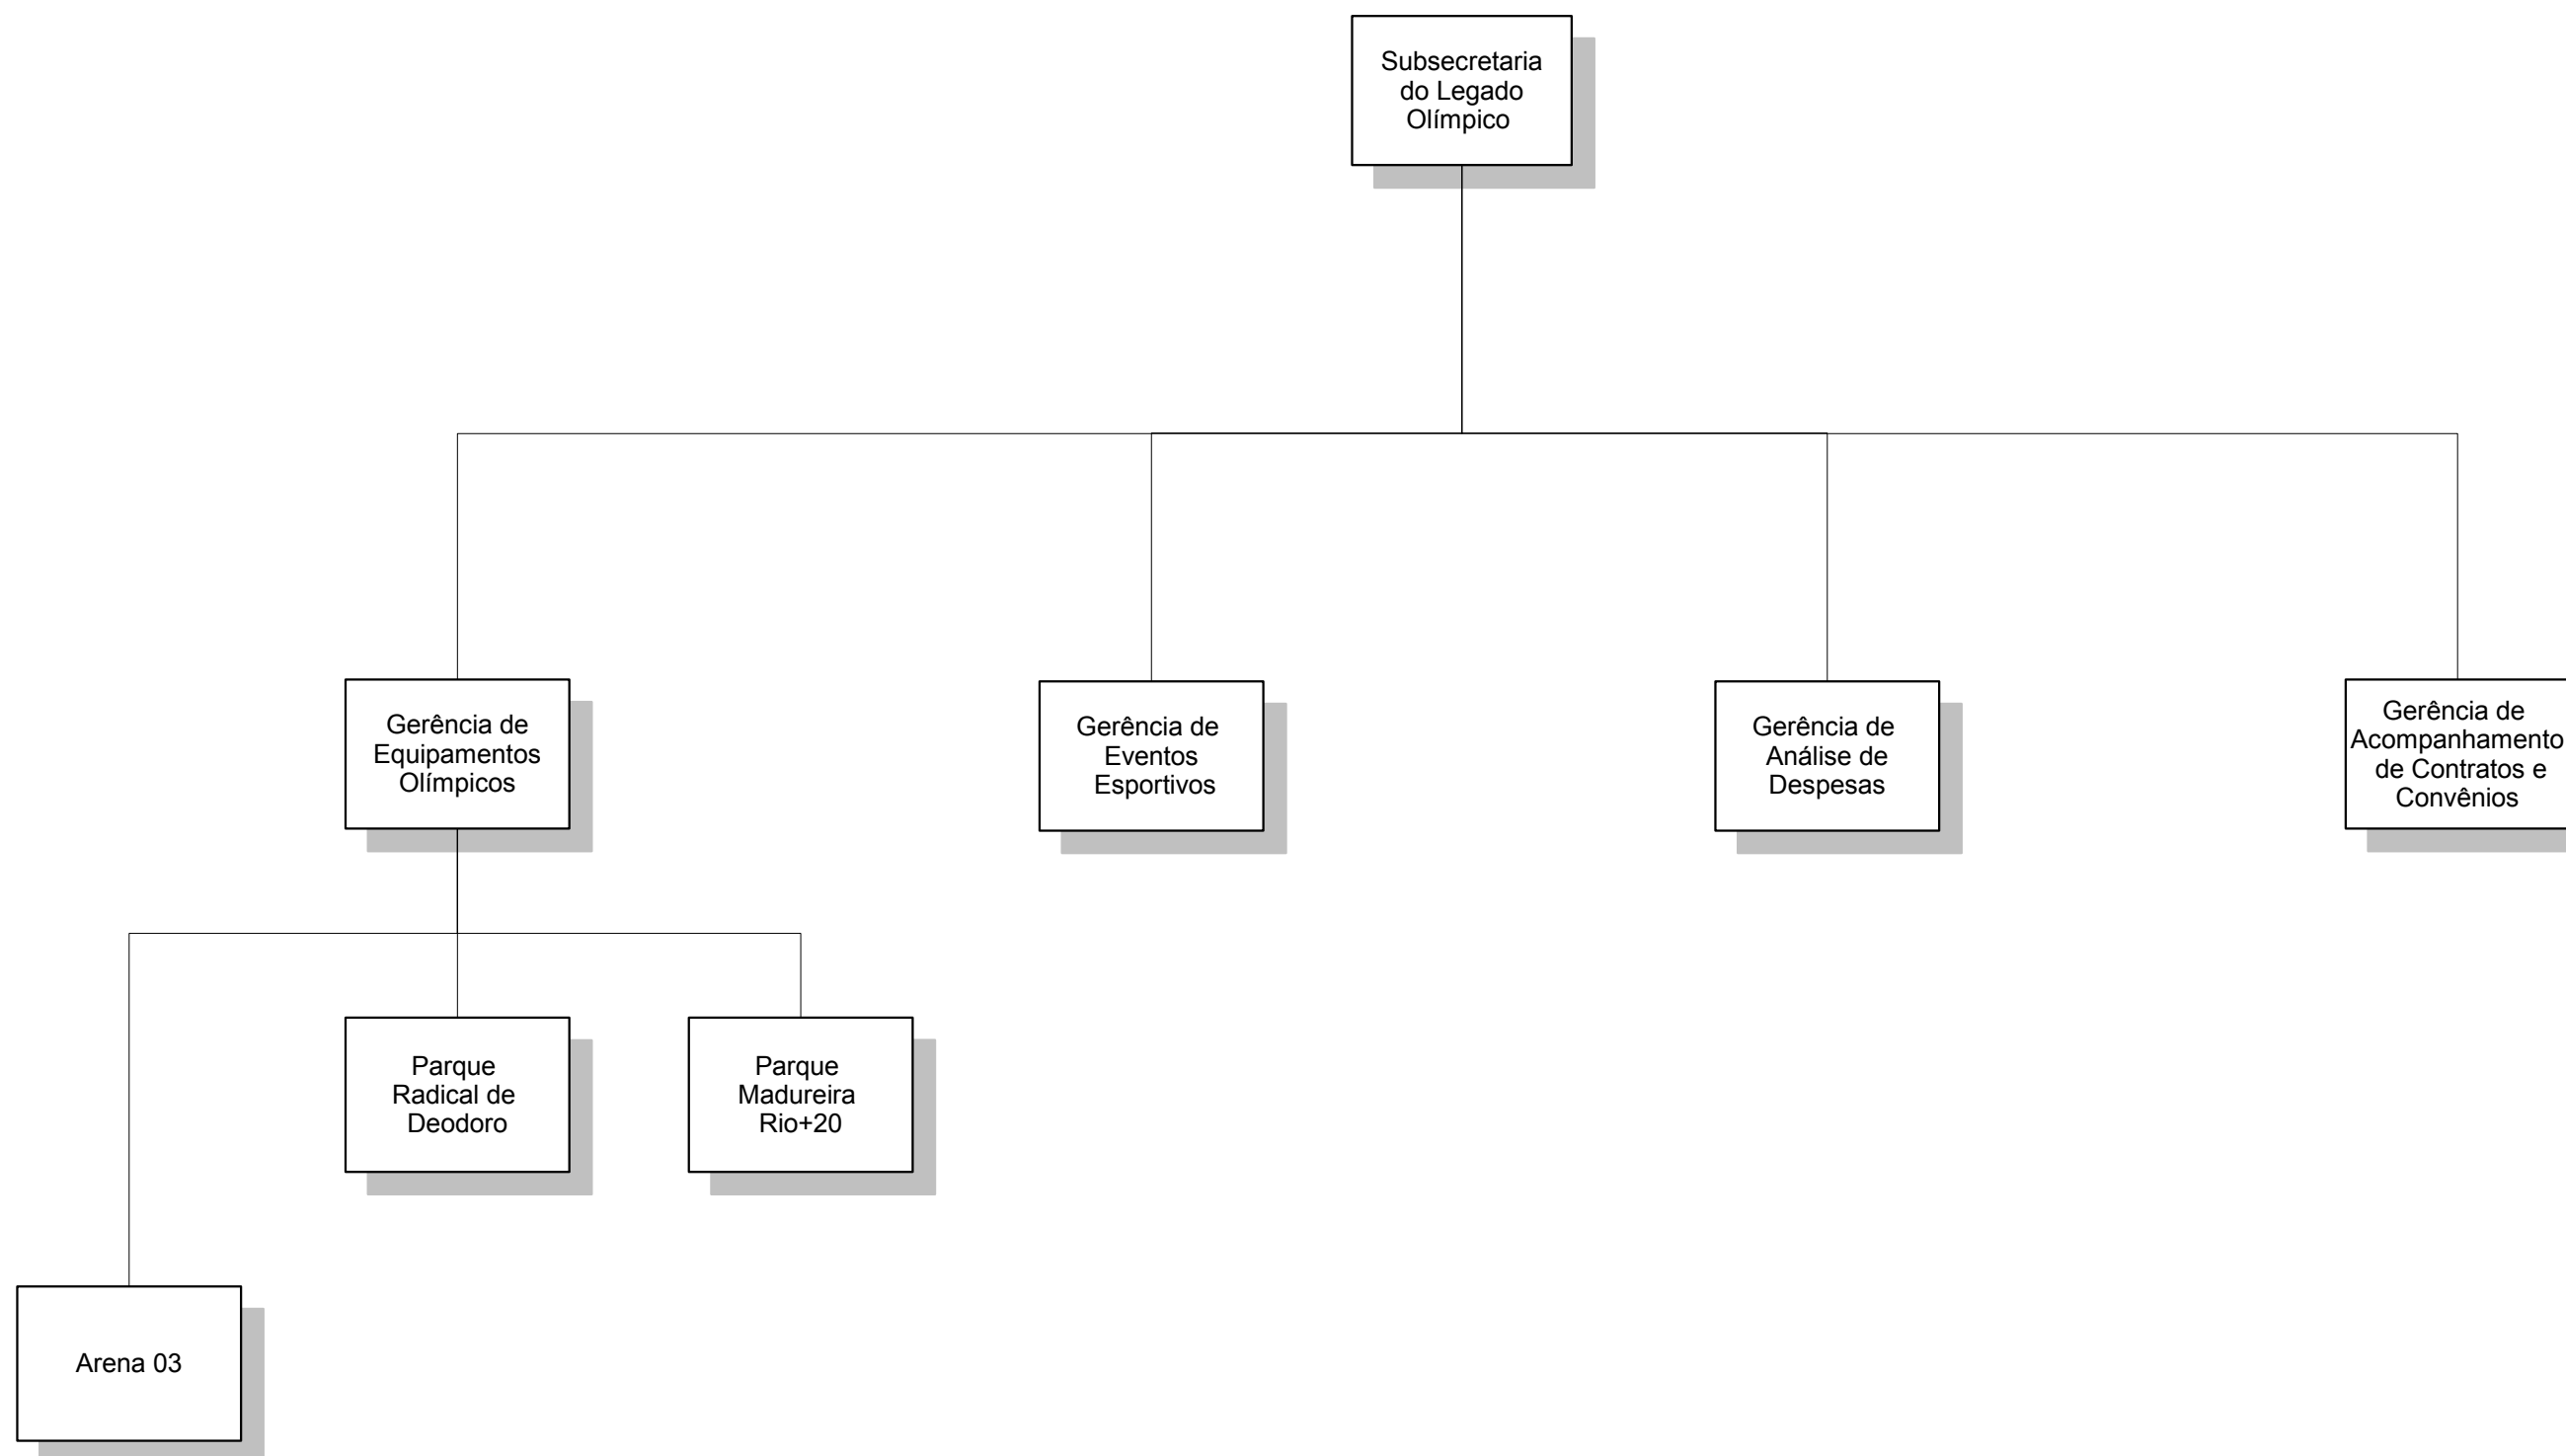 Subsecretaria
do Legado
Olímpico
Gerência de
Equipamentos
Olímpicos
Gerência de
Eventos
Esportivos
Gerência de
Análise de
Despesas
Gerência de
Acompanhamento
de Contratos e
Convênios
Parque
Radical de
Deodoro
Parque
Madureira
Rio+20
Arena 03